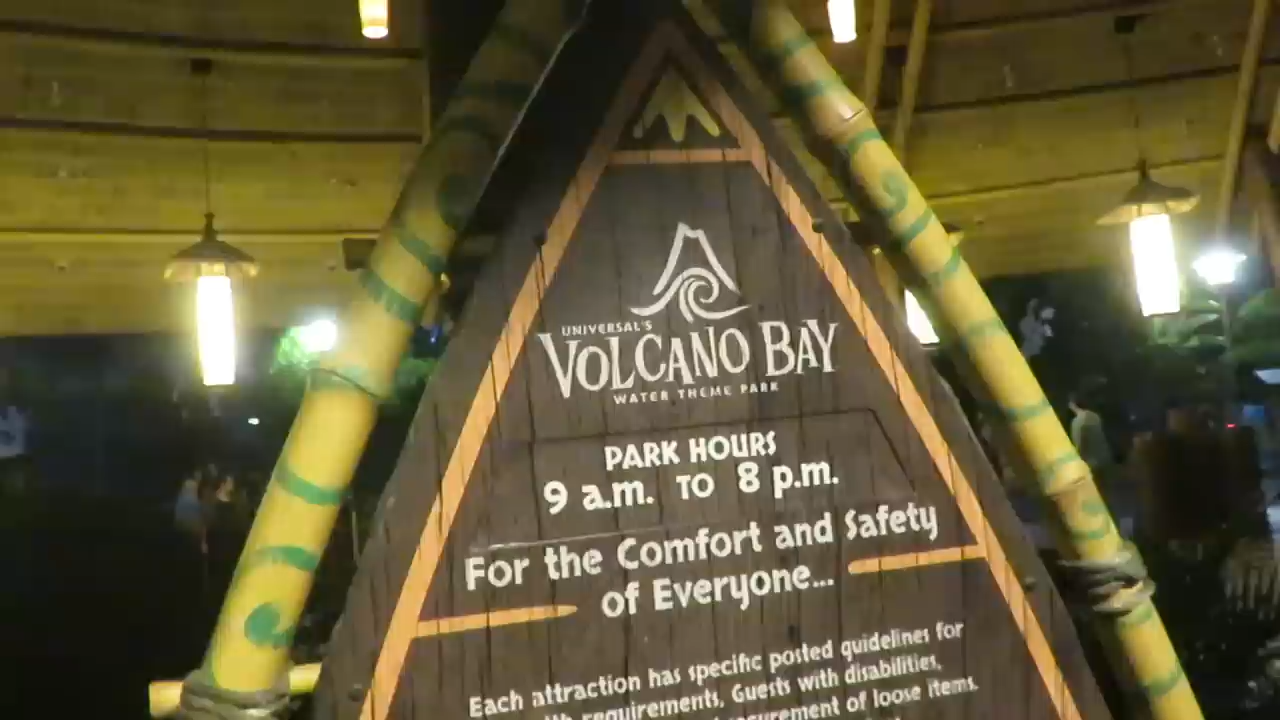 UNIVERSAL'S
VOLCANO BAY
WATER THEME PARK
PARK HOURS
9 a.m. TO 8 p.m.
For the Comfort and Safety
of Everyone...
Each attraction has specific posted guidelines for
requirements. Guests with disabilities,
of loose items.